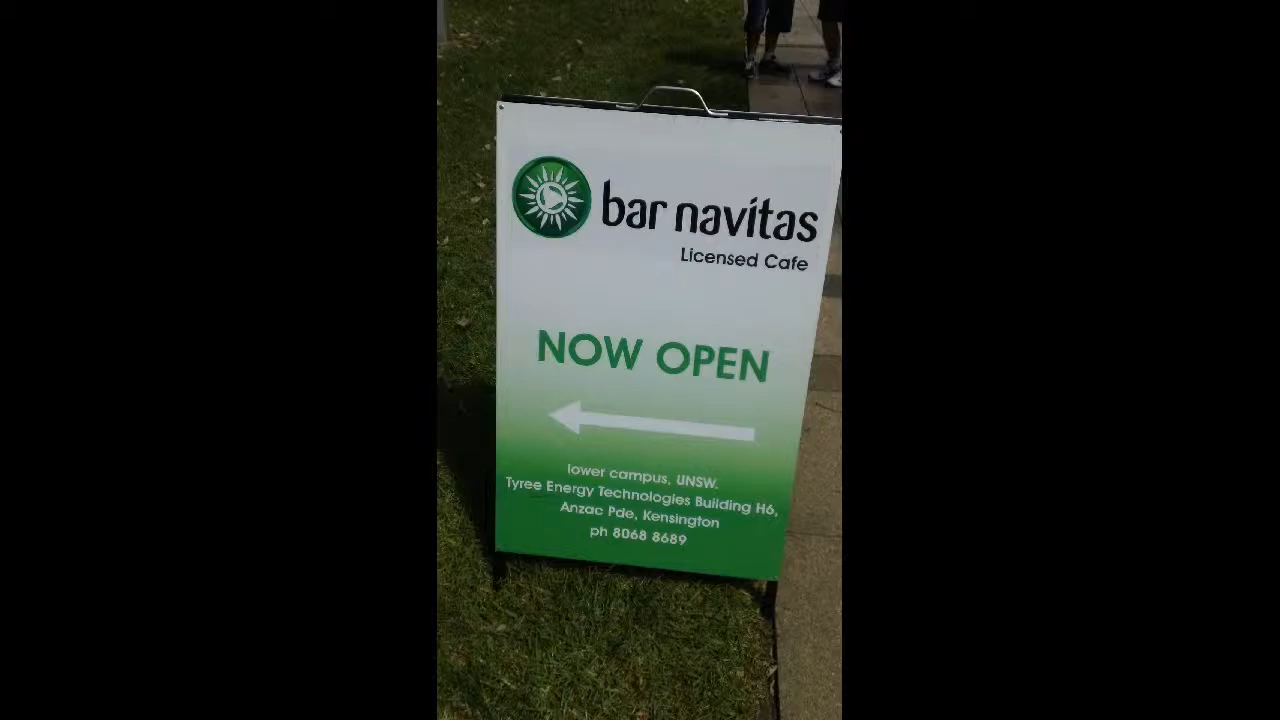 bar navitas
Licensed Cafe
NOW OPEN
lower campus, UNSW.
Tyree Energy Technologies Building H6,
Anzac Pde, Kensington
ph 8068 8689